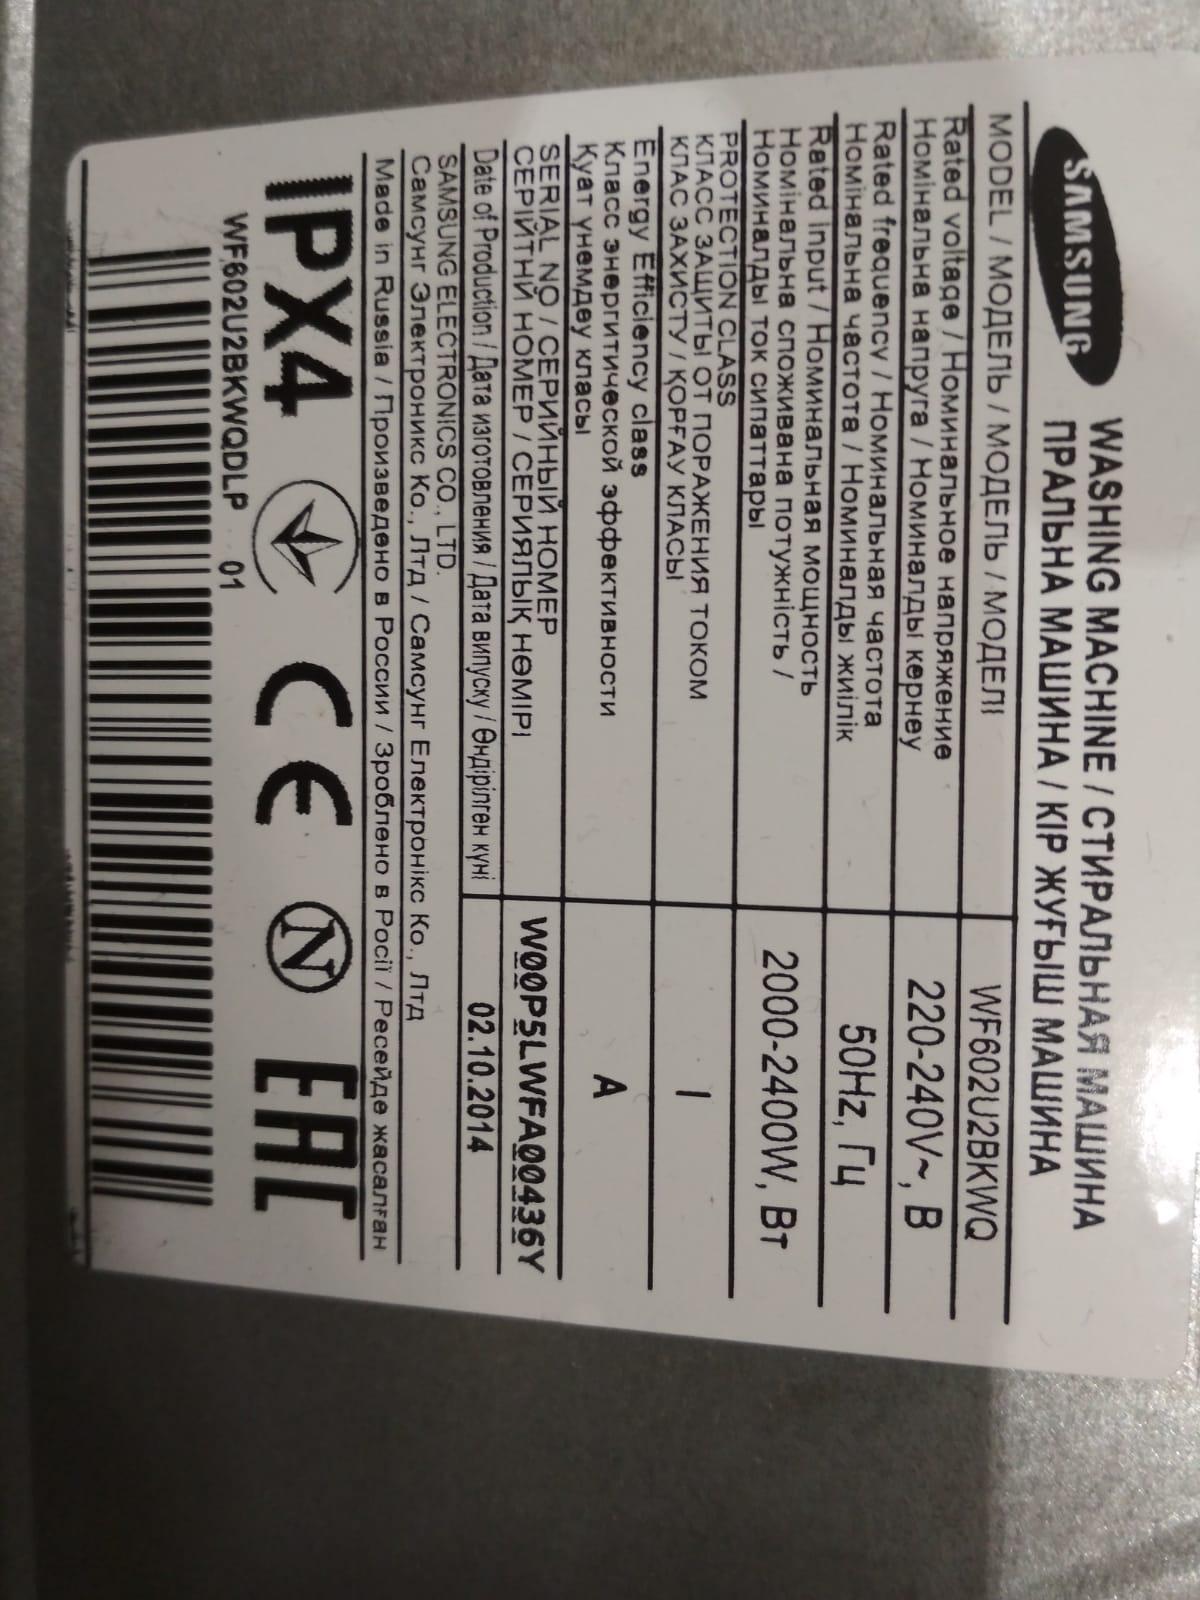 SAMSUNG
WASHING MACHINE / СТИРАЛЬНАЯ МАШИНА
ПРАЛЬНА МАШИНА / КІР ЖУҒЫШ МАШИНА
MODEL / МОДЕЛЬ / МОДЕЛЬ / МОДЕЛІ
WF602U2BKWQ
Rated voltage / Номинальное напряжение
Номінальна напруга / Номиналды кернеу
220-240V~, В
Rated frequency / Номинальная частота
Номінальна частота / Номиналды жиілік
50Hz, Гц
Rated input / Номинальная мощность
Номінальна споживана потужність /
Номиналды ток сипаттары
2000-2400W, Вт
PROTECTION CLASS
КЛАСС ЗАЩИТЫ ОТ ПОРАЖЕНИЯ ТОКОМ
КЛАС ЗАХИСТУ / ҚОРҒАУ КЛАСЫ
I
Energy Efficiency class
Класс энергитической эффективности
Қуат үнемдеу класы
A
SERIAL NO / СЕРИЙНЫЙ НОМЕР
СЕРІЙТНИЙ НОМЕР / СЕРИЯЛЫҚ НӨМІРІ
W00P5LWFA00436Y
Date of Production / Дата изготовления / Дата випуску / Өндірілген күні
02.10.2014
SAMSUNG ELECTRONICS CO., LTD.
Самсунг Электроникс Ко., Лтд / Самсунг Електронікс Ко., Лтд
Made in Russia / Произведено в России / Зроблено в Росії / Ресейде жасалған
IPX4 CE N EAC
WF602U2BKWQDLP 01